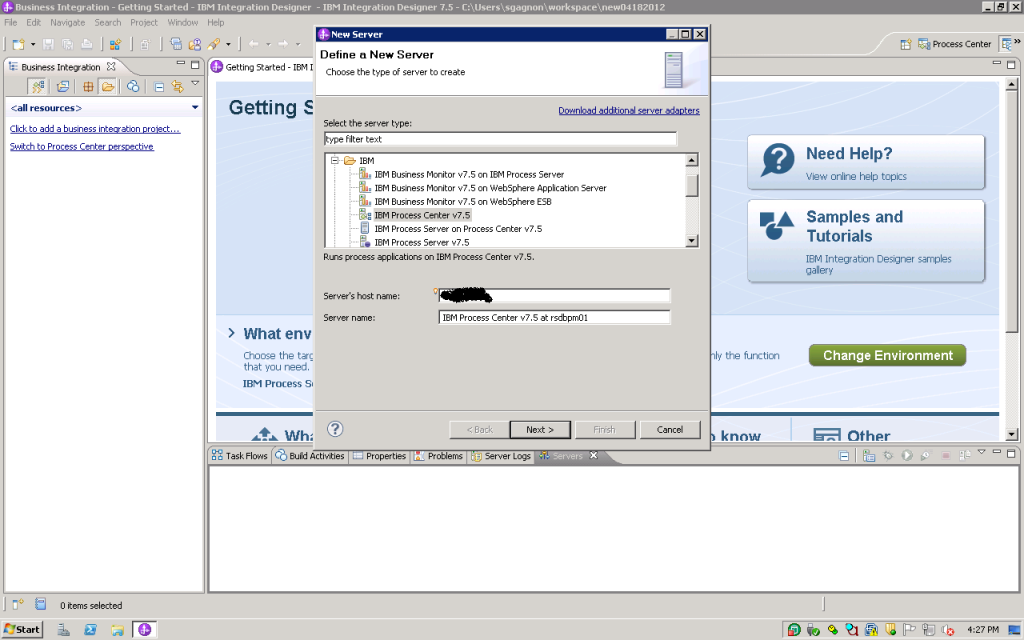 Business Integration - Getting Started - IBM Integration Designer - IBM Integration Designer 7.5 - C:\Users\sgagnon\workspace\new04182012
File Edit Navigate Search Project Window Help
Process Center
Business Integration
<all resources>
Click to add a business integration project...
Switch to Process Center perspective
Getting Started - IBM I
Getting S
Need Help?
View online help topics
Samples and
Tutorials
IBM Integration Designer samples
gallery
What env
Choose the targ
that you need.
IBM Process S
nly the function
Change Environment
Wha
o know
Other
New Server
Define a New Server
Choose the type of server to create
Download additional server adapters
Select the server type:
type filter text
IBM
IBM Business Monitor v7.5 on IBM Process Server
IBM Business Monitor v7.5 on WebSphere Application Server
IBM Business Monitor v7.5 on WebSphere ESB
IBM Process Center v7.5
IBM Process Server on Process Center v7.5
IBM Process Server v7.5
Runs process applications on IBM Process Center v7.5.
Server's host name:
Server name: IBM Process Center v7.5 at rsdbpm01
< Back Next > Finish Cancel
Task Flows Build Activities Properties Problems Server Logs Servers
0 items selected
Start 4:27 PM